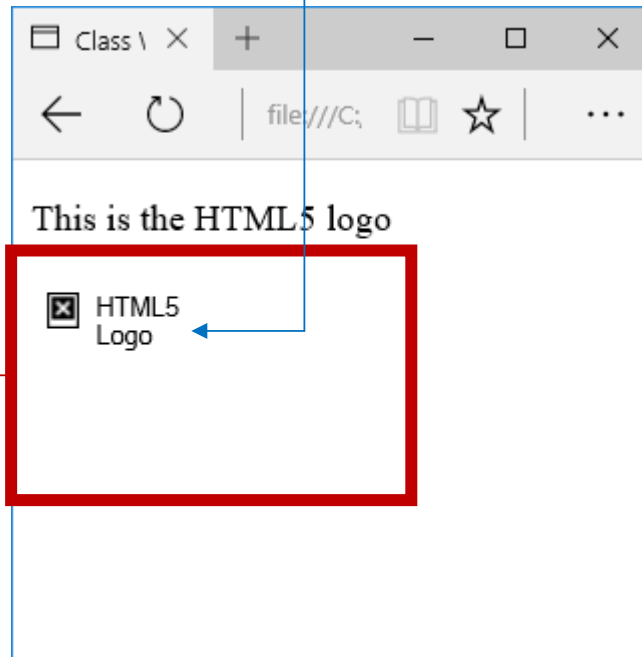 Class \
file:///C:
This is the HTML5 logo
HTML5
Logo